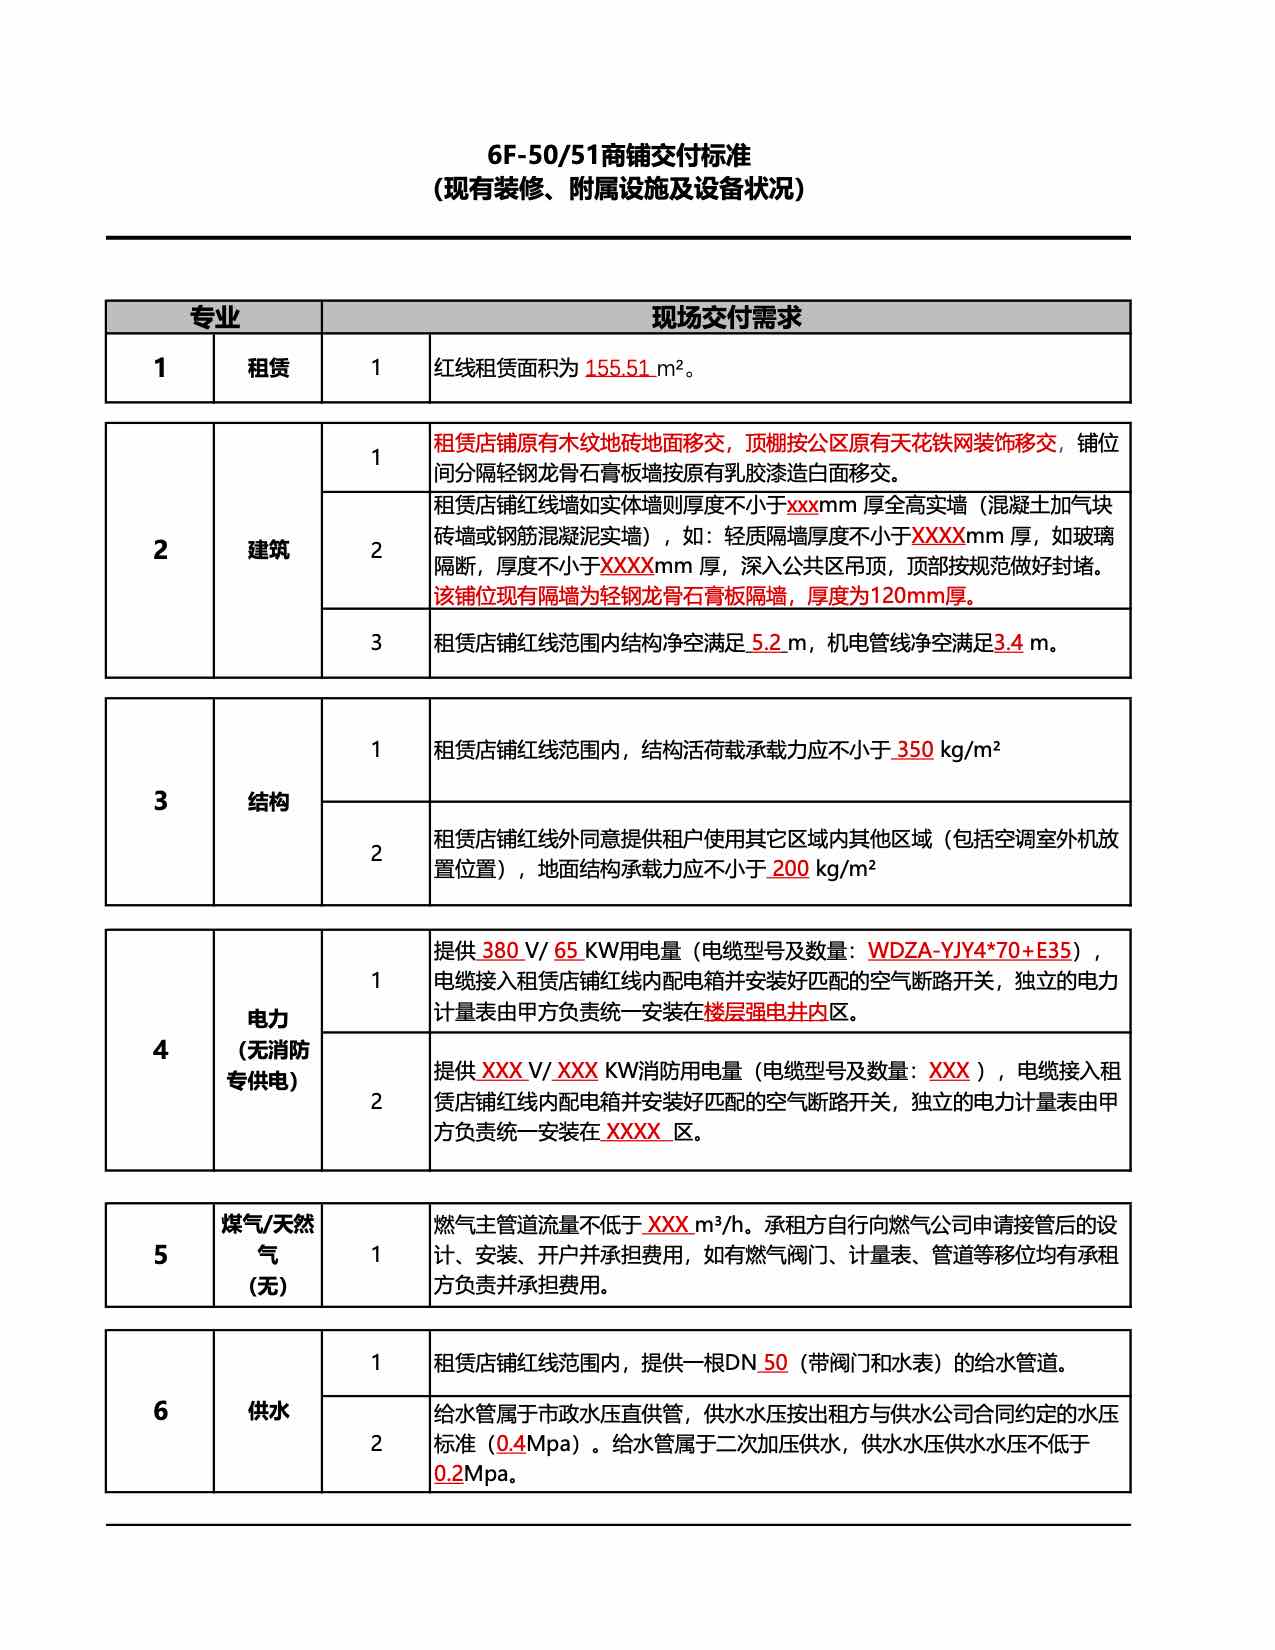 6F-50/51商铺交付标准
(现有装修、附属设施及设备状况）
专业
现场交付需求
1
租赁
1
红线租赁面积为 155.51 m²。
2
建筑
1
租赁店铺原有木纹地砖地面移交，顶棚按公区原有天花铁网装饰移交，铺位
间分隔轻钢龙骨石膏板墙按原有乳胶漆造白面移交。
2
租赁店铺红线墙如实体墙则厚度不小于xxxmm 厚全高实墙（混凝土加气块
砖墙或钢筋混凝泥实墙），如：轻质隔墙厚度不小于XXXXmm 厚，如玻璃
隔断，厚度不小于XXXXmm 厚，深入公共区吊顶，顶部按规范做好封堵。
该铺位现有隔墙为轻钢龙骨石膏板隔墙，厚度为120mm厚。
3
租赁店铺红线范围内结构净空满足 5.2 m，机电管线净空满足3.4 m。
3
结构
1
租赁店铺红线范围内，结构活荷载承载力应不小于 350 kg/m²
2
租赁店铺红线外同意提供租户使用其它区域内其他区域（包括空调室外机放
置位置），地面结构承载力应不小于 200 kg/m²
4
电力
（无消防
专供电）
1
提供 380 V/ 65 KW用电量（电缆型号及数量：WDZA-YJY4*70+E35），
电缆接入租赁店铺红线内配电箱并安装好匹配的空气断路开关，独立的电力
计量表由甲方负责统一安装在楼层强电井内区。
2
提供 XXX V/ XXX KW消防用电量（电缆型号及数量：XXX ），电缆接入租
赁店铺红线内配电箱并安装好匹配的空气断路开关，独立的电力计量表由甲
方负责统一安装在 XXXX 区。
5
煤气/天然
气
（无）
1
燃气主管道流量不低于 XXX m³/h。承租方自行向燃气公司申请接管后的设
计、安装、开户并承担费用，如有燃气阀门、计量表、管道等移位均有承租
方负责并承担费用。
6
供水
1
租赁店铺红线范围内，提供一根DN 50（带阀门和水表）的给水管道。
2
给水管属于市政水压直供管，供水水压按出租方与供水公司合同约定的水压
标准（0.4Mpa）。给水管属于二次加压供水，供水水压供水水压不低于
0.2Mpa。